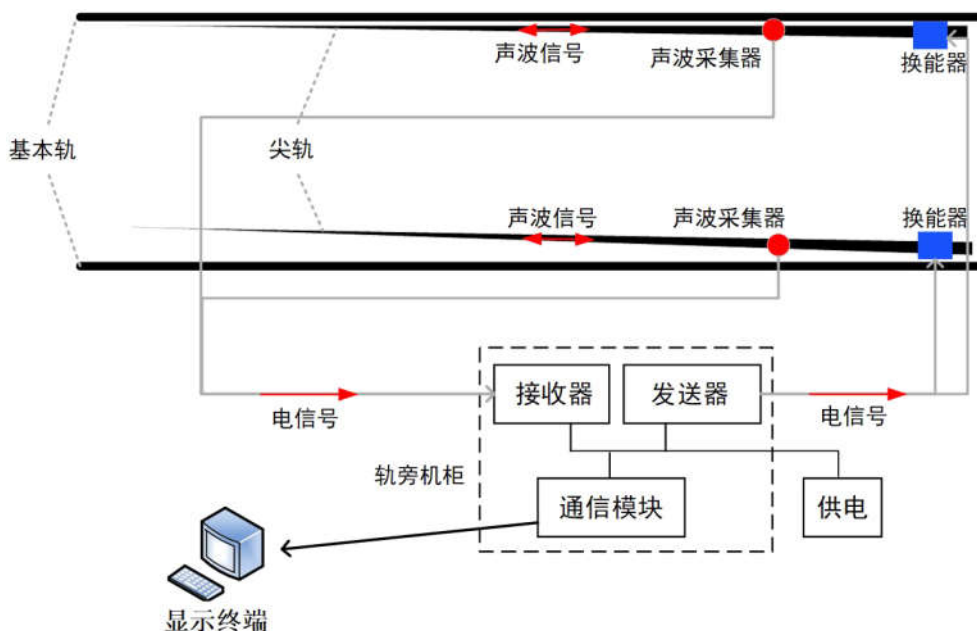 声波信号
声波采集器
换能器
基本轨
尖轨
声波信号
声波采集器
换能器
接收器
发送器
电信号
电信号
轨旁机柜
通信模块
供电
显示终端